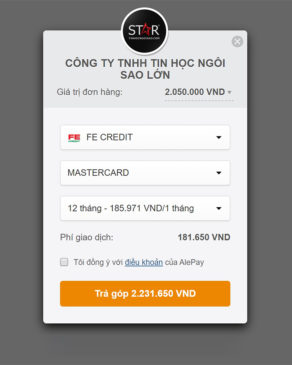 STAR
CÔNG TY TNHH TIN HỌC NGÔI
SAO LỚN
Giá trị đơn hàng: 2.050.000 VND
FE FE CREDIT
MASTERCARD
12 tháng - 185.971 VND/1 tháng
Phí giao dịch: 181.650 VND
Tôi đồng ý với điều khoản của AlePay
Trả góp 2.231.650 VND